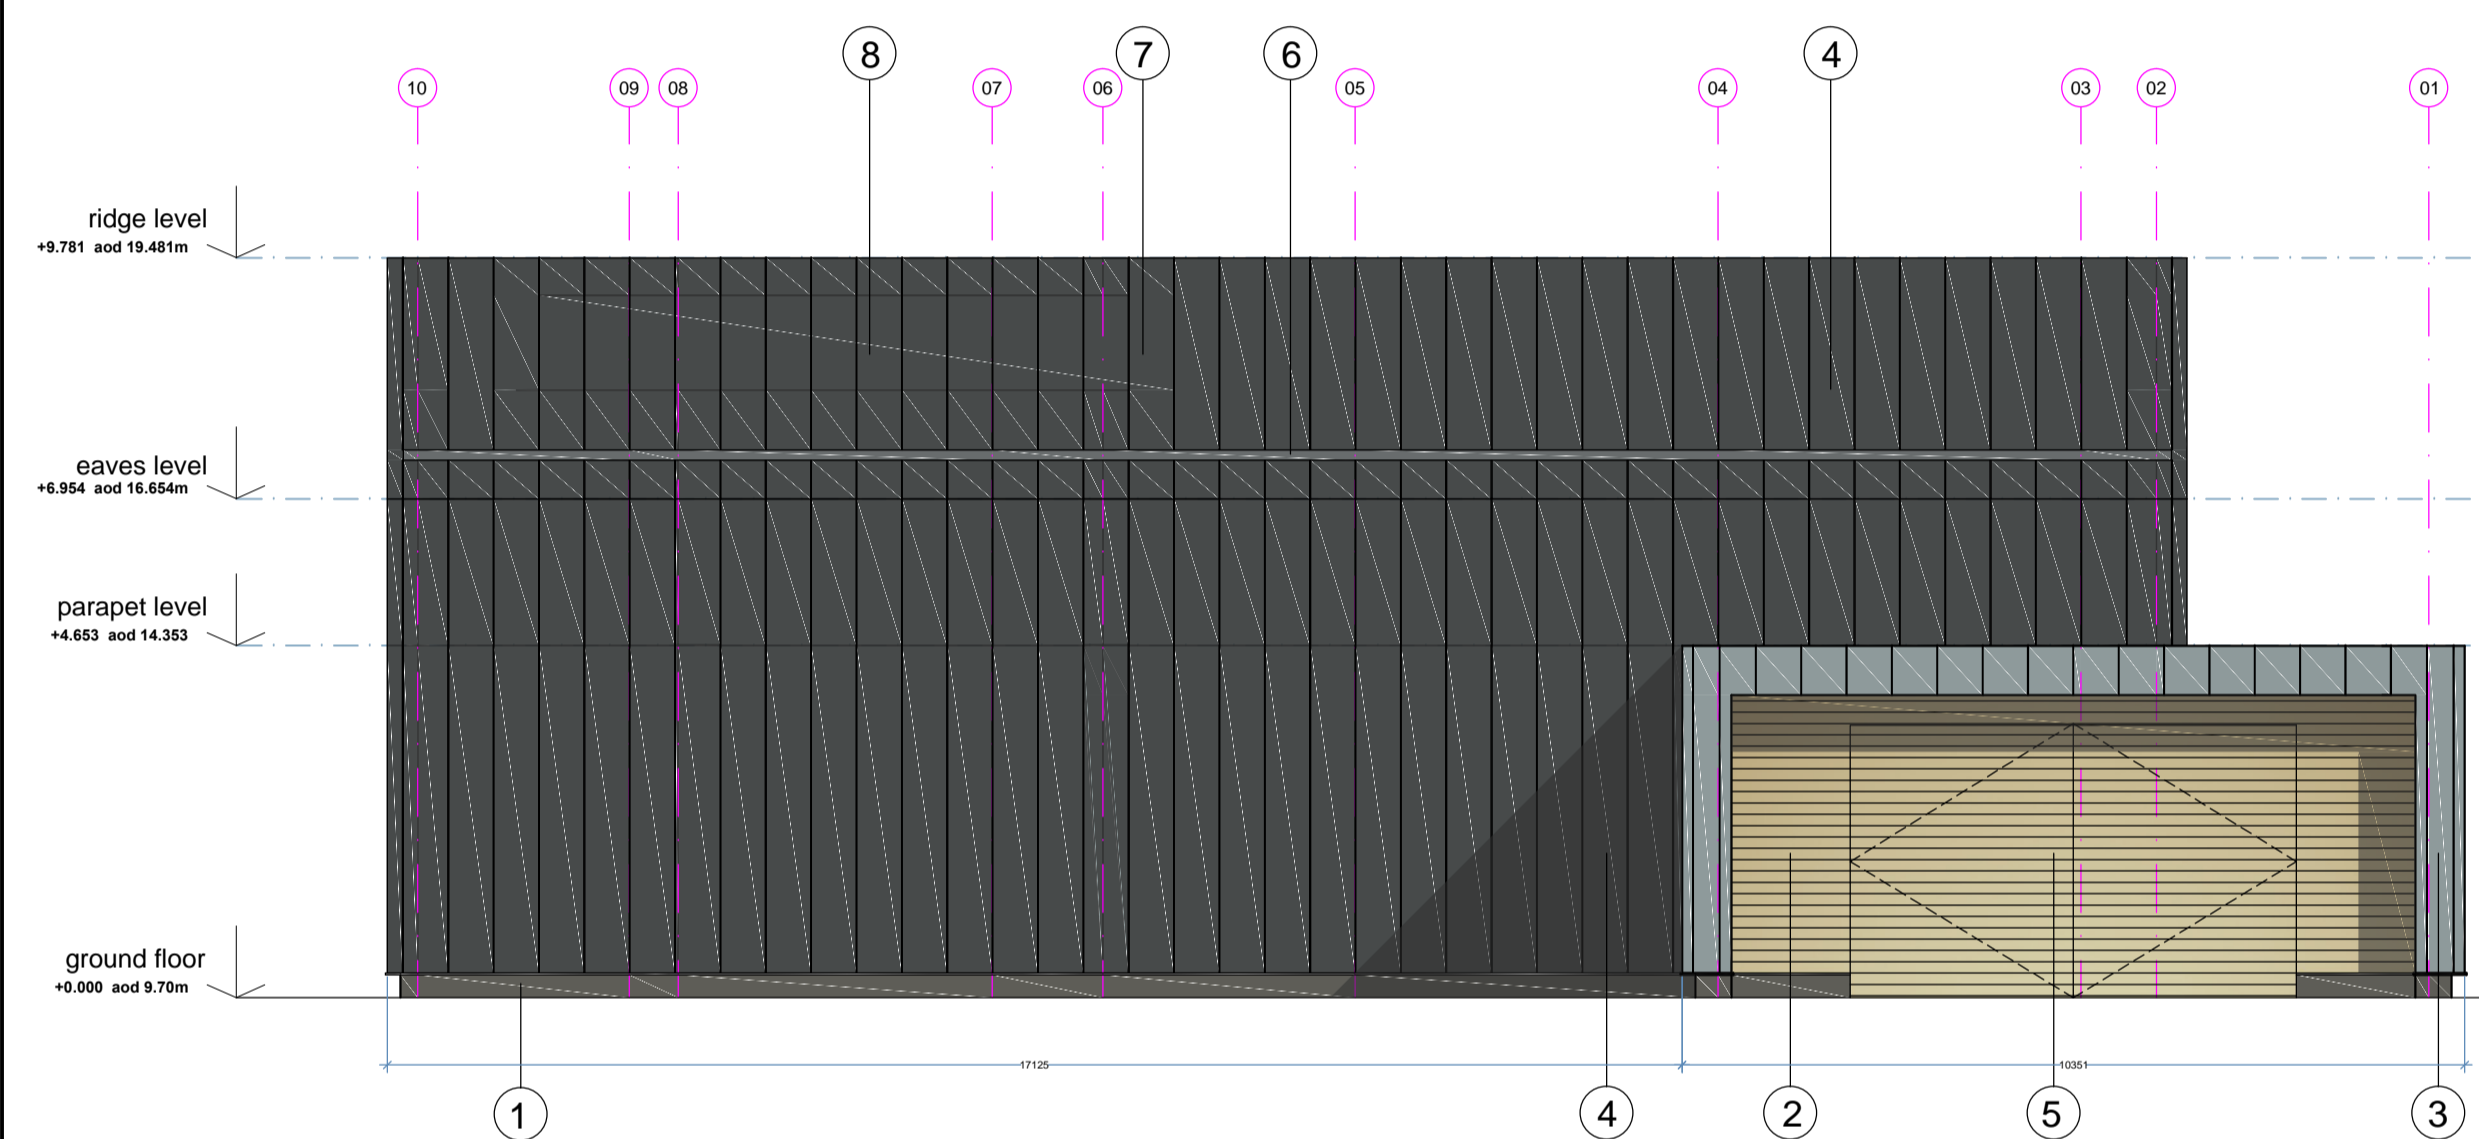 8 7 6 4
10 09 08 07 06 05 04 03 02 01
ridge level
+9.781 aod 19.481m
eaves level
+6.954 aod 16.654m
parapet level
+4.653 aod 14.353
ground floor
+0.000 aod 9.70m
17125 10351
1 4 2 5 3